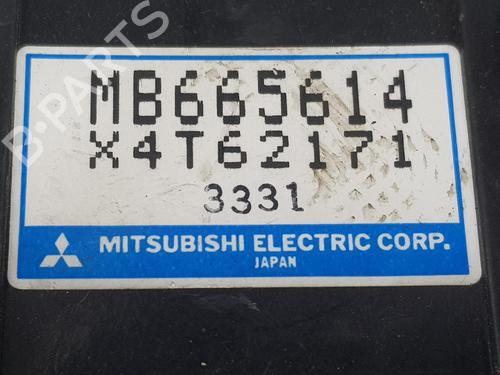 B-PARTS
MB665614
X4T62171
3331
MITSUBISHI ELECTRIC CORP.
JAPAN